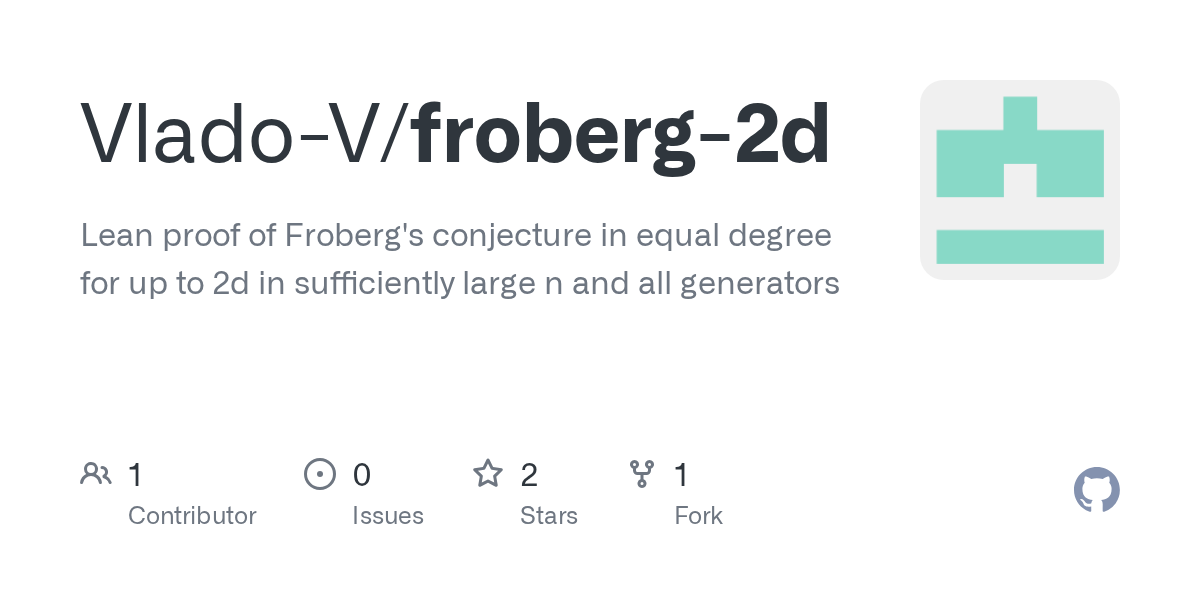 Vlado-V/froberg-2d
Lean proof of Froberg's conjecture in equal degree
for up to 2d in sufficiently large n and all generators
1
Contributor
0
Issues
2
Stars
1
Fork